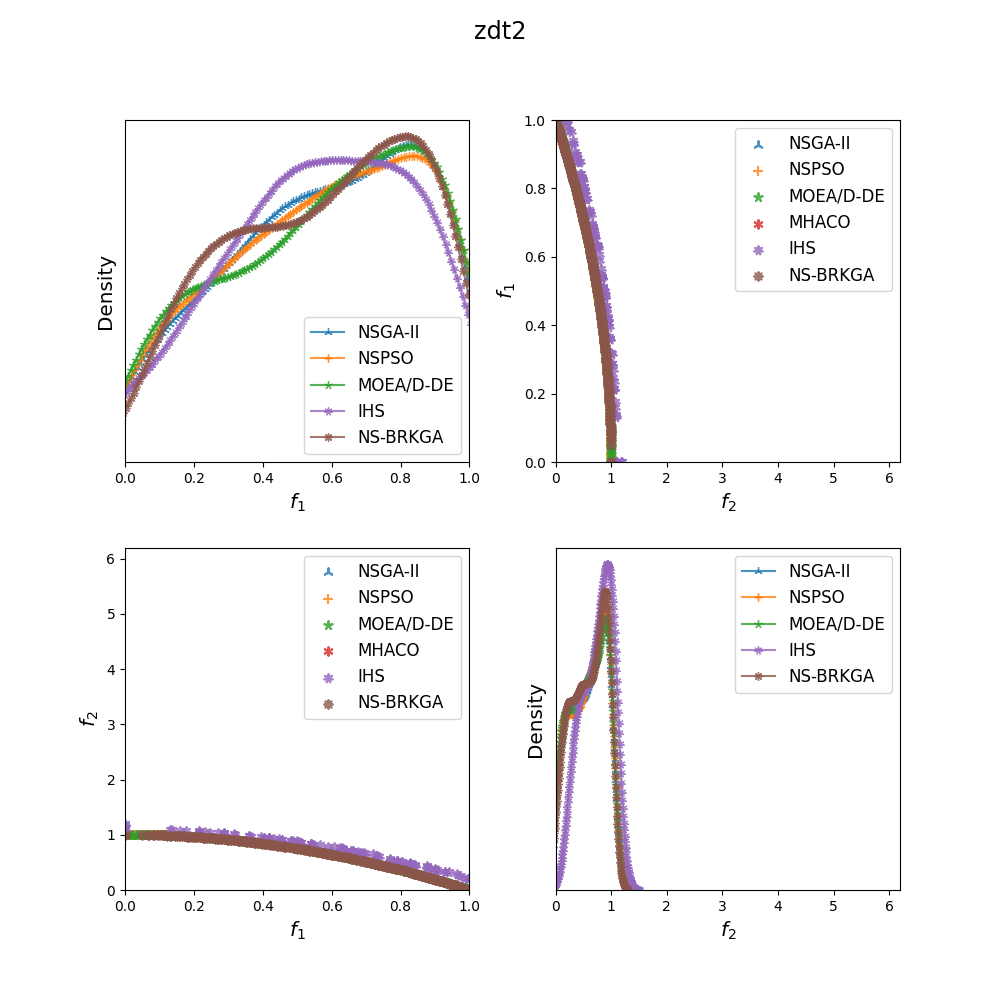 zdt2
Density
NSGA-II
NSPSO
MOEA/D-DE
IHS
NS-BRKGA
0.0 0.2 0.4 0.6 0.8 1.0
f1
1.0
0.8
0.6
0.4
0.2
0.0
f1
NSGA-II
NSPSO
MOEA/D-DE
MHACO
IHS
NS-BRKGA
0 1 2 3 4 5 6
f2
6
5
4
3
2
1
0
f2
NSGA-II
NSPSO
MOEA/D-DE
MHACO
IHS
NS-BRKGA
0.0 0.2 0.4 0.6 0.8 1.0
f1
Density
NSGA-II
NSPSO
MOEA/D-DE
IHS
NS-BRKGA
0 1 2 3 4 5 6
f2